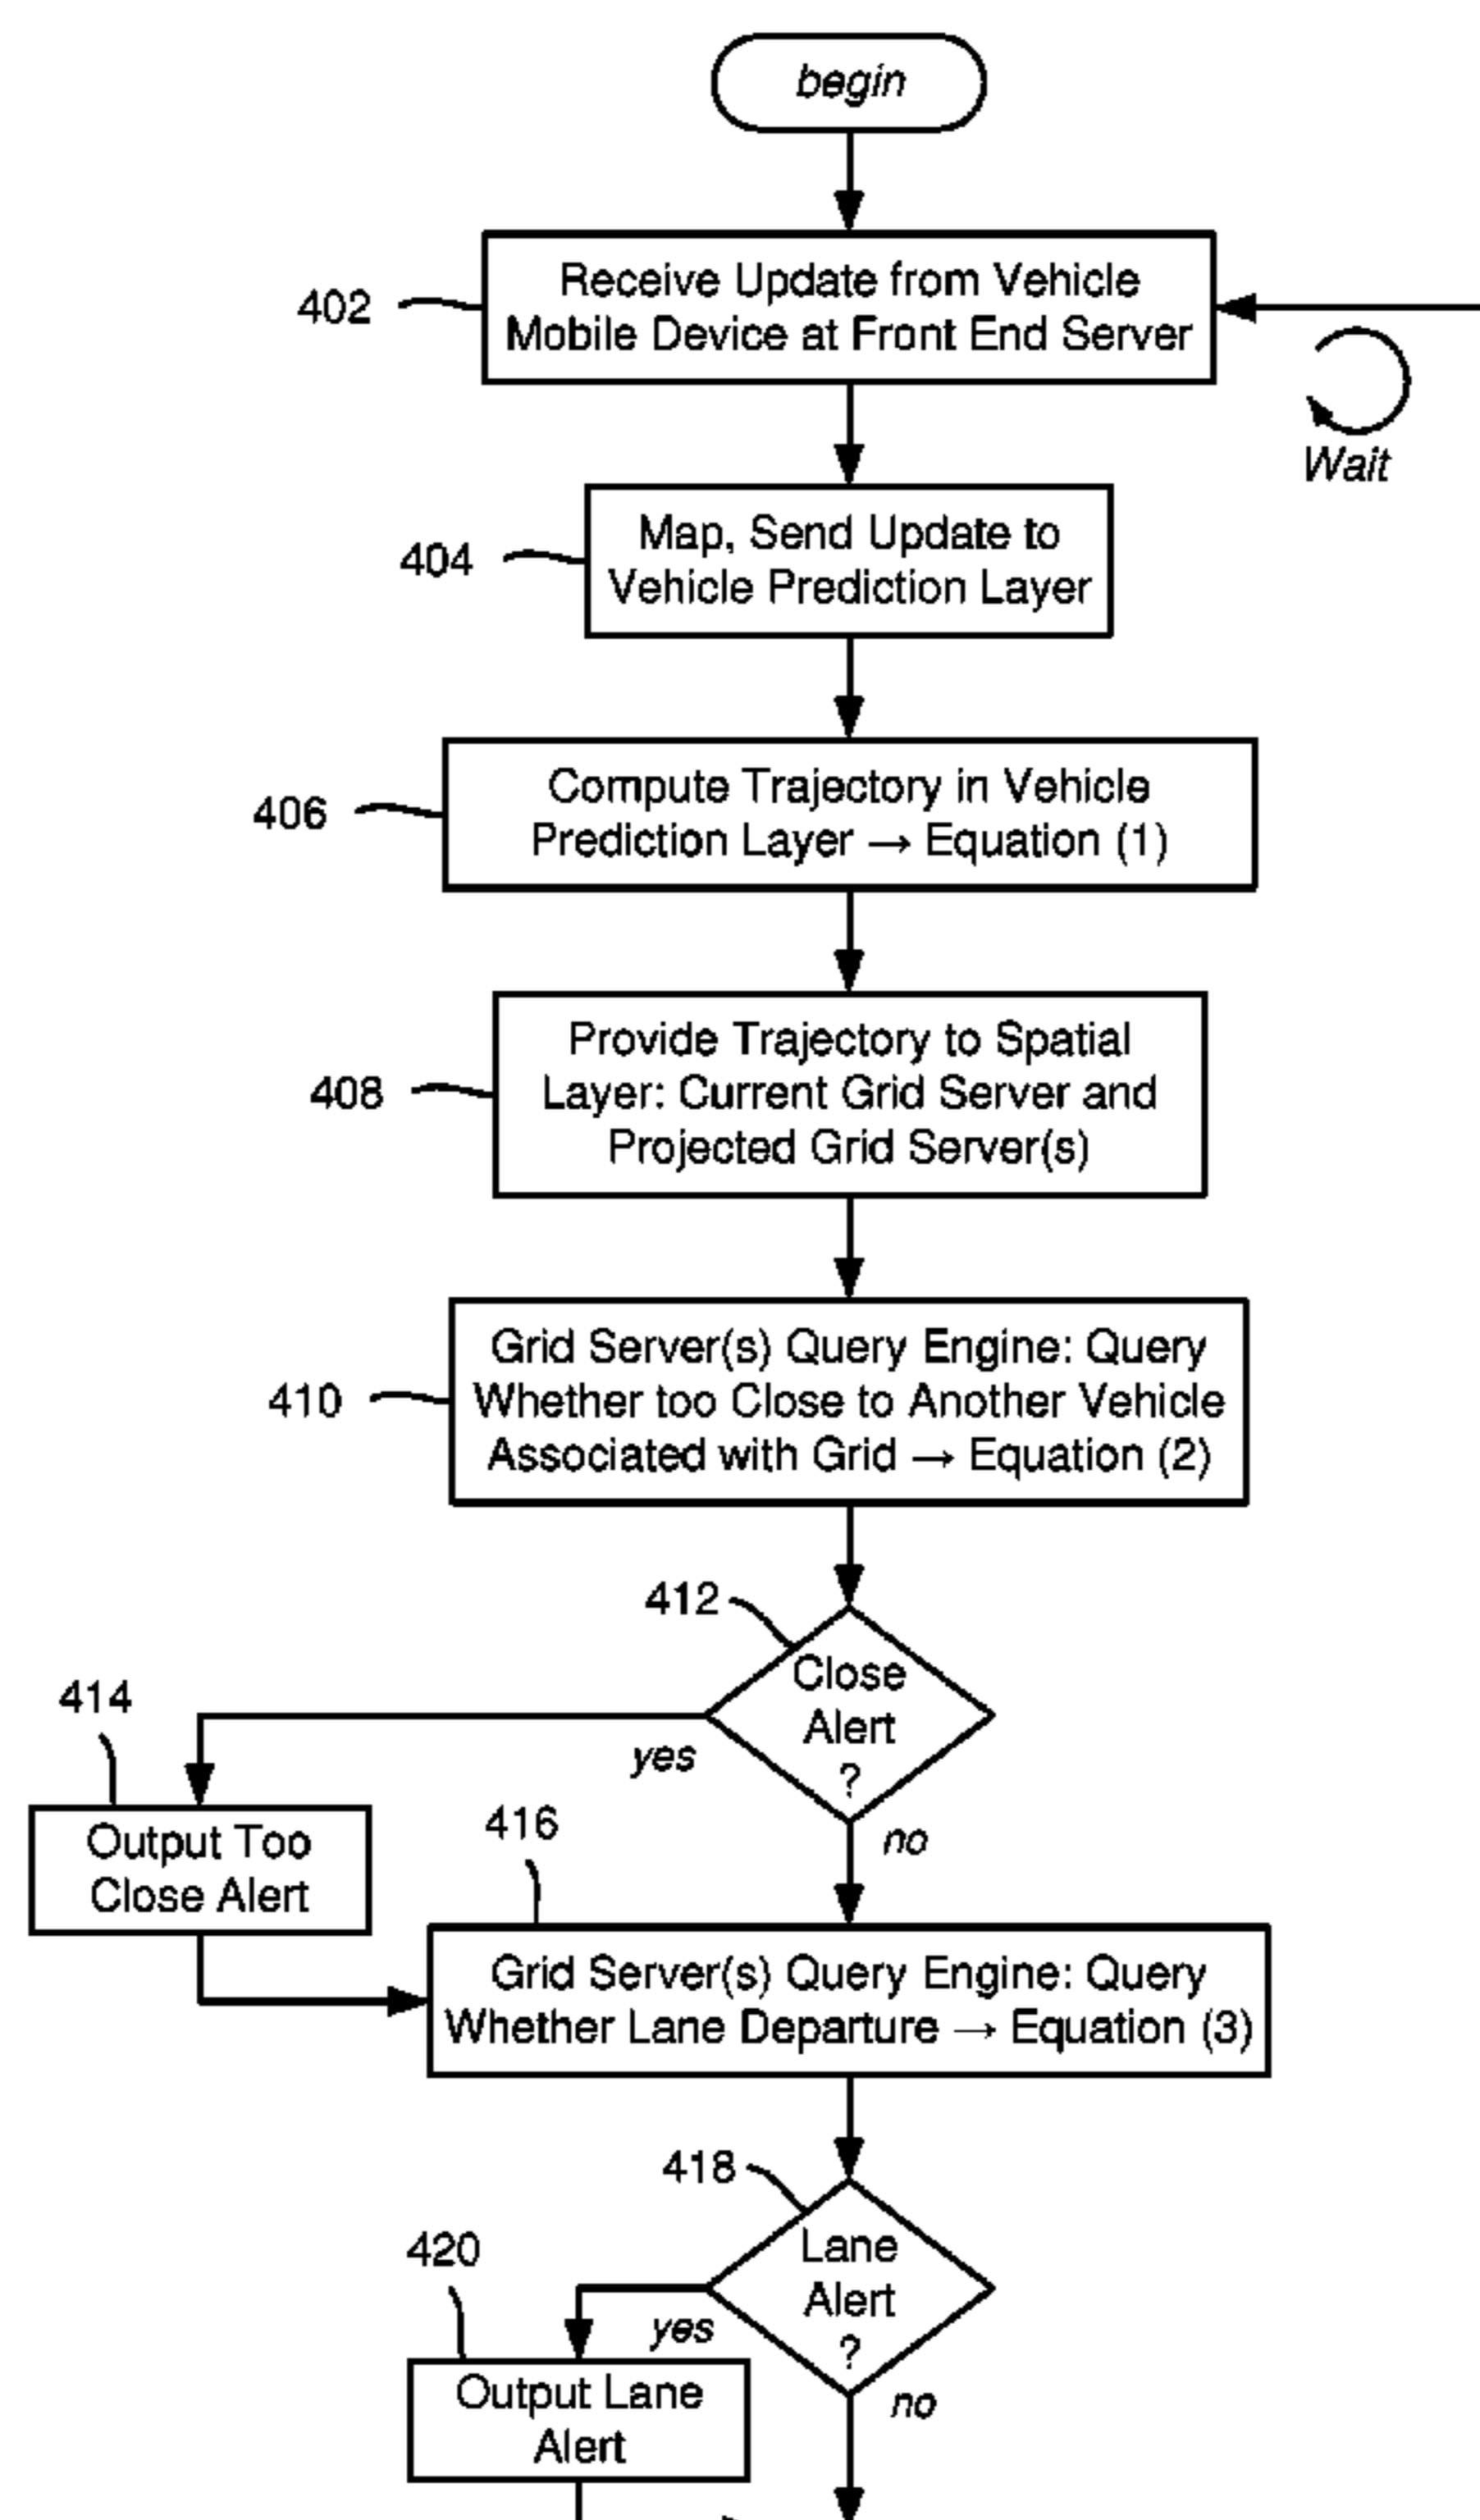 begin
402
Receive Update from Vehicle
Mobile Device at Front End Server
Wait
404
Map, Send Update to
Vehicle Prediction Layer
406
Compute Trajectory in Vehicle
Prediction Layer → Equation (1)
408
Provide Trajectory to Spatial
Layer: Current Grid Server and
Projected Grid Server(s)
410
Grid Server(s) Query Engine: Query
Whether too Close to Another Vehicle
Associated with Grid → Equation (2)
412
Close
Alert
?
yes
no
414
Output Too
Close Alert
416
Grid Server(s) Query Engine: Query
Whether Lane Departure → Equation (3)
418
Lane
Alert
?
yes
no
420
Output Lane
Alert